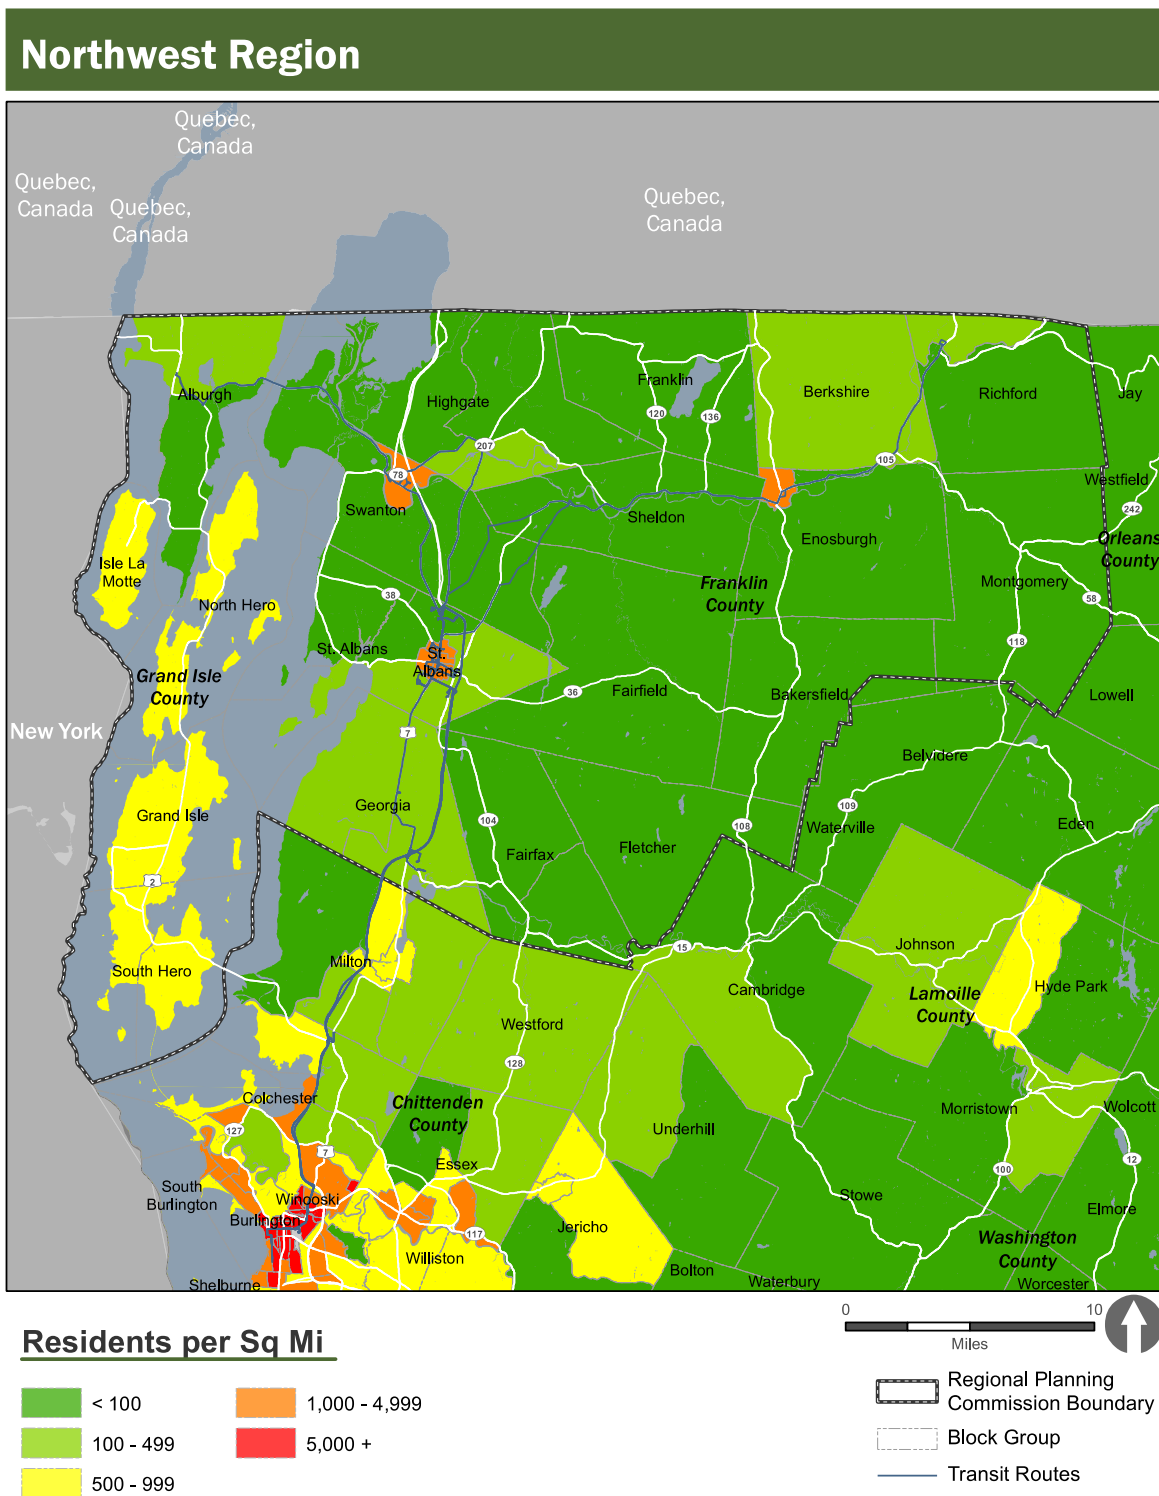 Northwest Region
Quebec,
Canada
Quebec,
Canada
Quebec,
Canada
Quebec,
Canada
Alburgh
Highgate
Franklin
Berkshire
Richford
Jay
120
136
207
105
78
Westfield
242
Swanton
Sheldon
Enosburgh
Orleans
County
Isle La
Motte
North Hero
38
Franklin
County
Montgomery
58
118
St. Albans
St.
Albans
Grand Isle
County
36
Fairfield
Bakersfield
Lowell
New York
7
Belvidere
Georgia
Grand Isle
104
108
109
Waterville
Eden
Fairfax
Fletcher
2
15
Johnson
Milton
South Hero
Cambridge
Lamoille
County
Hyde Park
Westford
128
Colchester
Chittenden
County
Morristown
Wolcott
127
Underhill
7
Essex
12
100
South
Burlington
Winooski
Stowe
Burlington
Jericho
Elmore
117
Washington
County
Williston
Bolton
Shelburne
Waterbury
Worcester
0
10
Miles
Residents per Sq Mi
< 100
100 - 499
500 - 999
1,000 - 4,999
5,000 +
Regional Planning
Commission Boundary
Block Group
Transit Routes